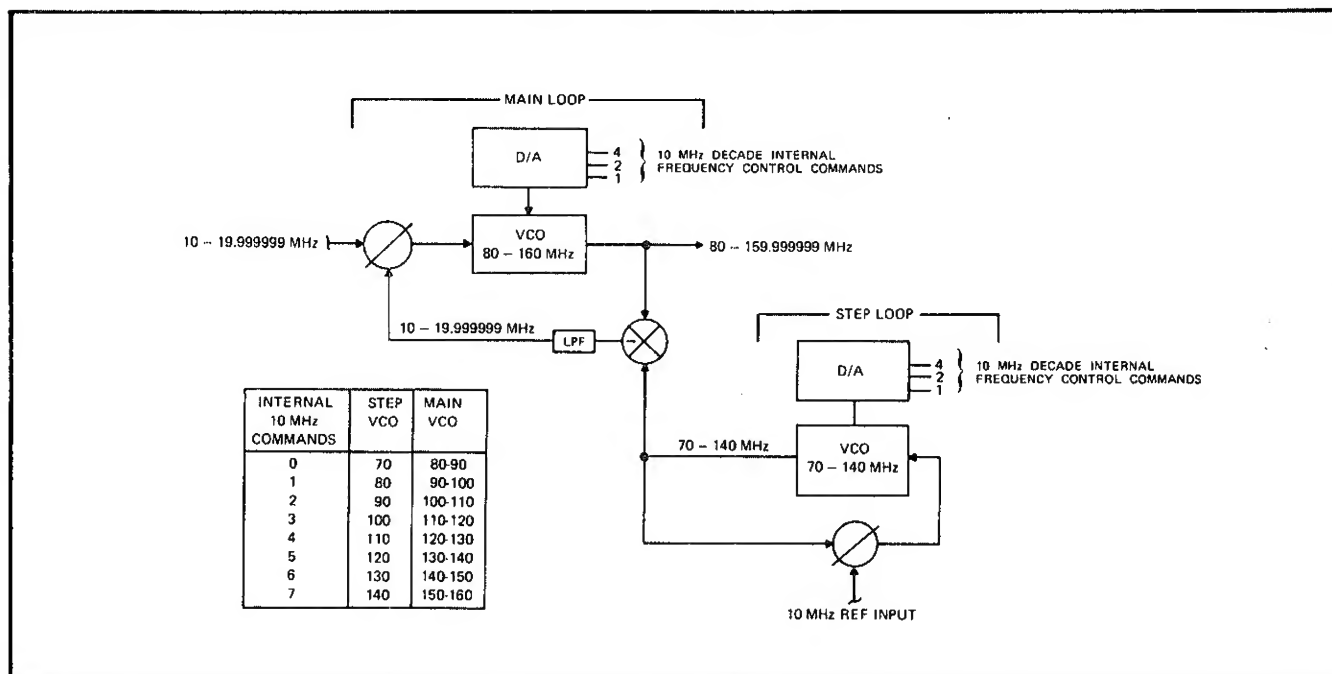 MAIN LOOP
D/A
4
2
1
10 MHz DECADE INTERNAL
FREQUENCY CONTROL COMMANDS
10 – 19.999999 MHz
VCO
80 – 160 MHz
80 – 159.999999 MHz
10 – 19.999999 MHz
LPF
–
STEP LOOP
D/A
4
2
1
10 MHz DECADE INTERNAL
FREQUENCY CONTROL COMMANDS
70 – 140 MHz
VCO
70 – 140 MHz
10 MHz REF INPUT
INTERNAL 10 MHz COMMANDS STEP VCO MAIN VCO
0 70 80-90
1 80 90-100
2 90 100-110
3 100 110-120
4 110 120-130
5 120 130-140
6 130 140-150
7 140 150-160